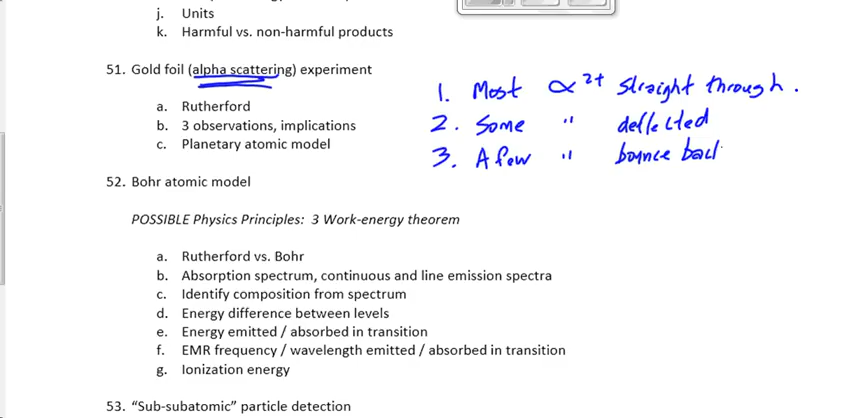 j. Units
k. Harmful vs. non-harmful products
51. Gold foil (alpha scattering) experiment
1. Most α²⁺ straight through.
a. Rutherford
b. 3 observations, implications
2. Some " deflected
c. Planetary atomic model
3. A few " bounce back
52. Bohr atomic model
POSSIBLE Physics Principles: 3 Work-energy theorem
a. Rutherford vs. Bohr
b. Absorption spectrum, continuous and line emission spectra
c. Identify composition from spectrum
d. Energy difference between levels
e. Energy emitted / absorbed in transition
f. EMR frequency / wavelength emitted / absorbed in transition
g. Ionization energy
53. “Sub-subatomic” particle detection